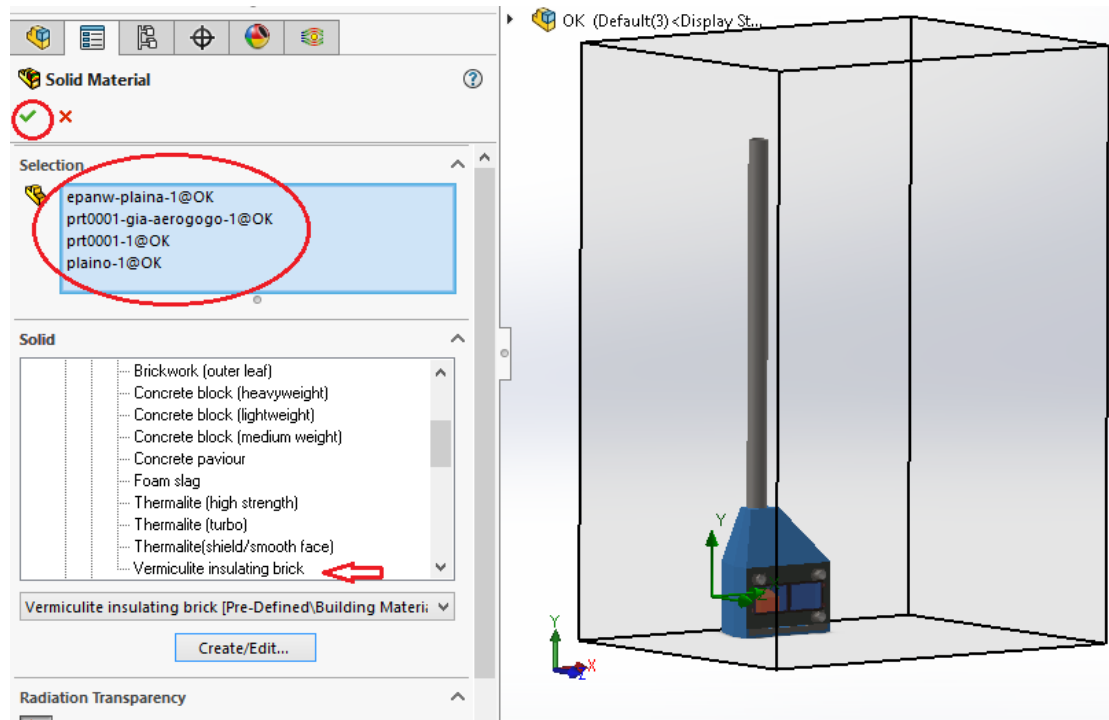 OK (Default(3)<Display St...
Solid Material
Selection
epanw-plaina-1@OK
prt0001-gia-aerogogo-1@OK
prt0001-1@OK
plaino-1@OK
Solid
Brickwork (outer leaf)
Concrete block (heavyweight)
Concrete block (lightweight)
Concrete block (medium weight)
Concrete paviour
Foam slag
Thermalite (high strength)
Thermalite (turbo)
Thermalite(shield/smooth face)
Vermiculite insulating brick
Vermiculite insulating brick [Pre-Defined\Building Materi
Create/Edit...
Radiation Transparency
Y
Y
X
Z